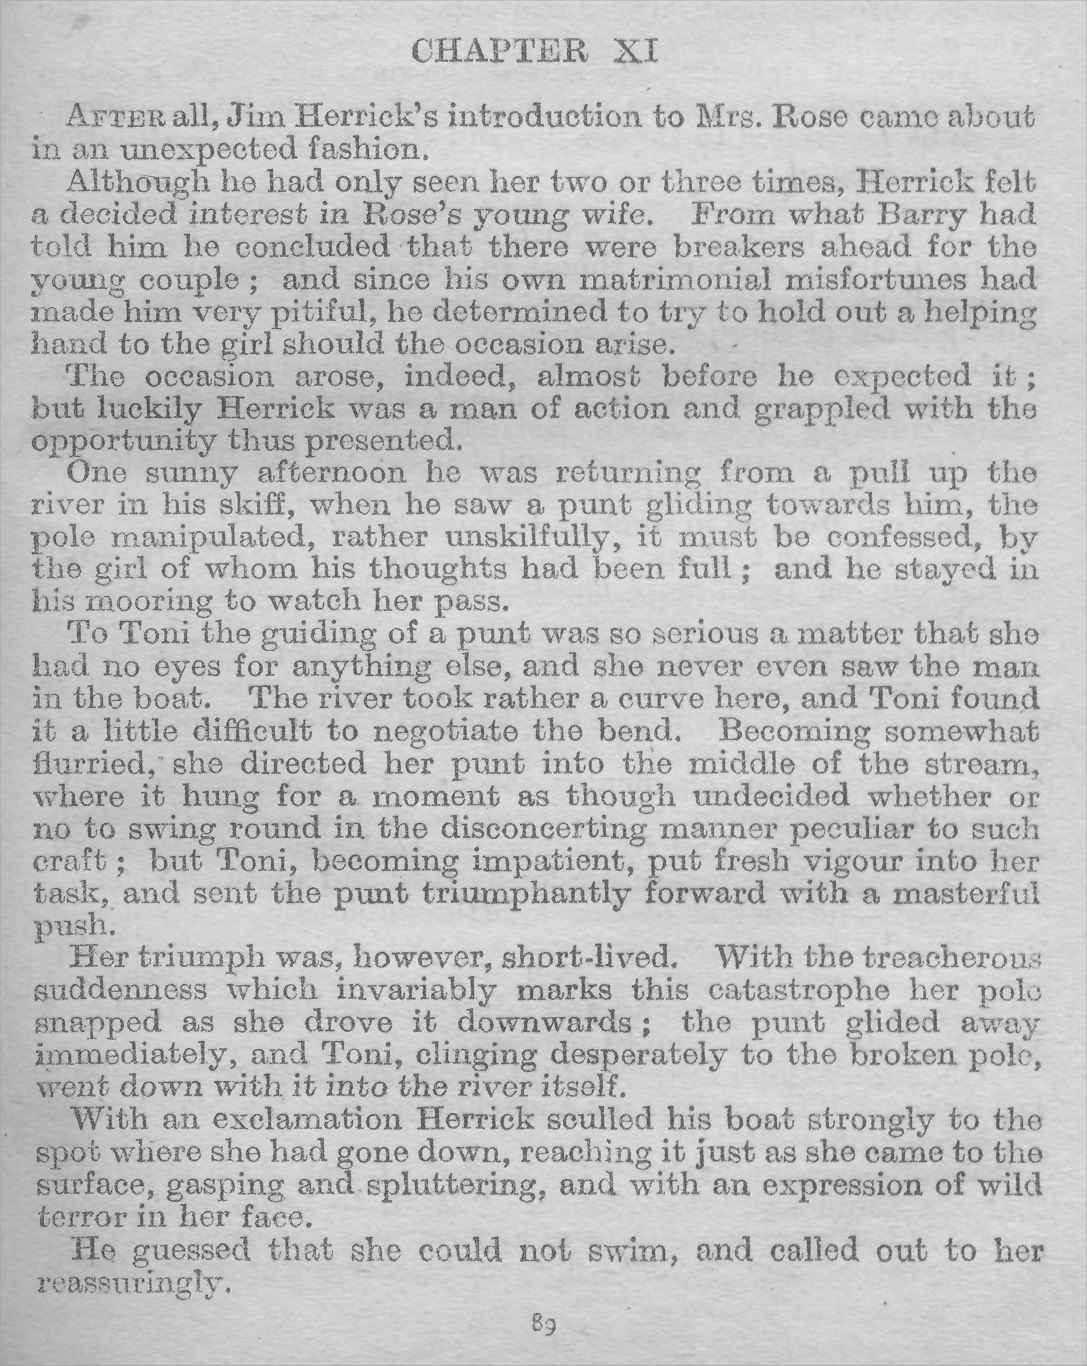 CHAPTER XI
AFTER all, Jim Herrick's introduction to Mrs. Rose came about
in an unexpected fashion.
Although he had only seen her two or three times, Herrick felt
a decided interest in Rose's young wife. From what Barry had
told him he concluded that there were breakers ahead for the
young couple ; and since his own matrimonial misfortunes had
made him very pitiful, he determined to try to hold out a helping
hand to the girl should the occasion arise.
The occasion arose, indeed, almost before he expected it ;
but luckily Herrick was a man of action and grappled with the
opportunity thus presented.
One sunny afternoon he was returning from a pull up the
river in his skiff, when he saw a punt gliding towards him, the
pole manipulated, rather unskilfully, it must be confessed, by
the girl of whom his thoughts had been full ; and he stayed in
his mooring to watch her pass.
To Toni the guiding of a punt was so serious a matter that she
had no eyes for anything else, and she never even saw the man
in the boat. The river took rather a curve here, and Toni found
it a little difficult to negotiate the bend. Becoming somewhat
flurried, she directed her punt into the middle of the stream,
where it hung for a moment as though undecided whether or
no to swing round in the disconcerting manner peculiar to such
craft ; but Toni, becoming impatient, put fresh vigour into her
task, and sent the punt triumphantly forward with a masterful
push.
Her triumph was, however, short-lived. With the treacherous
suddenness which invariably marks this catastrophe her pole
snapped as she drove it downwards ; the punt glided away
immediately, and Toni, clinging desperately to the broken pole,
went down with it into the river itself.
With an exclamation Herrick sculled his boat strongly to the
spot where she had gone down, reaching it just as she came to the
surface, gasping and spluttering, and with an expression of wild
terror in her face.
He guessed that she could not swim, and called out to her
reassuringly.
89